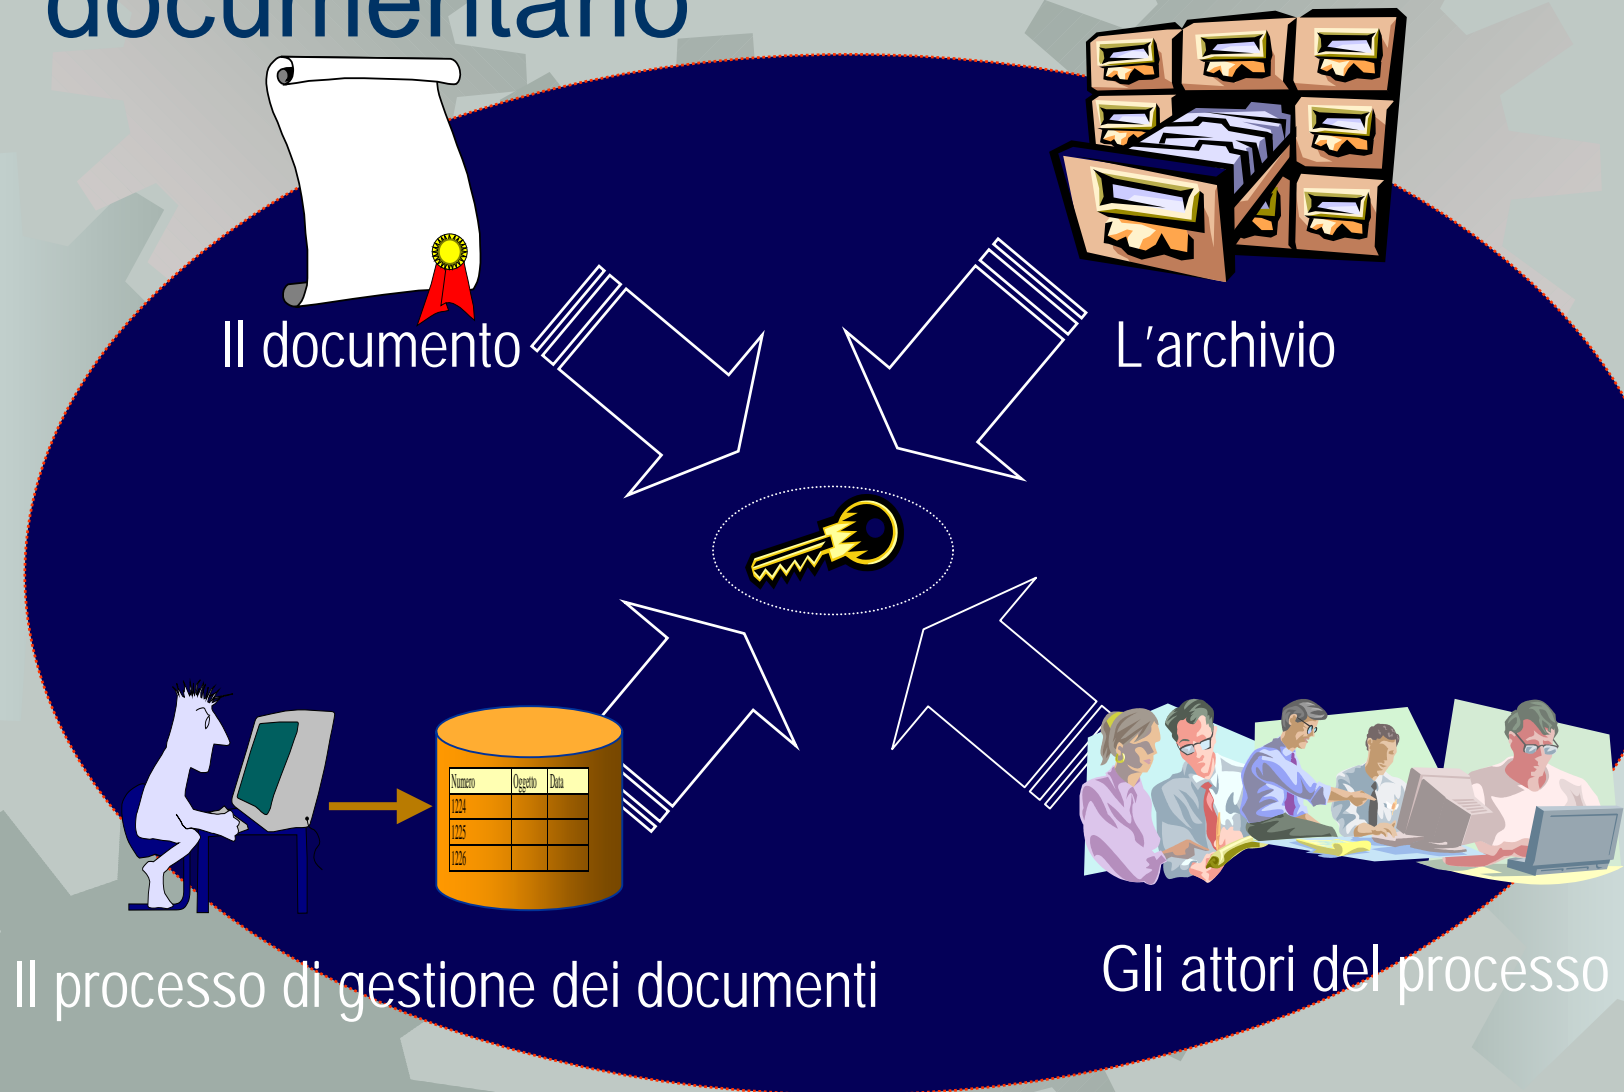 documentario
Il documento
L'archivio
Numero Oggetto Data
1224
1225
1226
Il processo di gestione dei documenti
Gli attori del processo